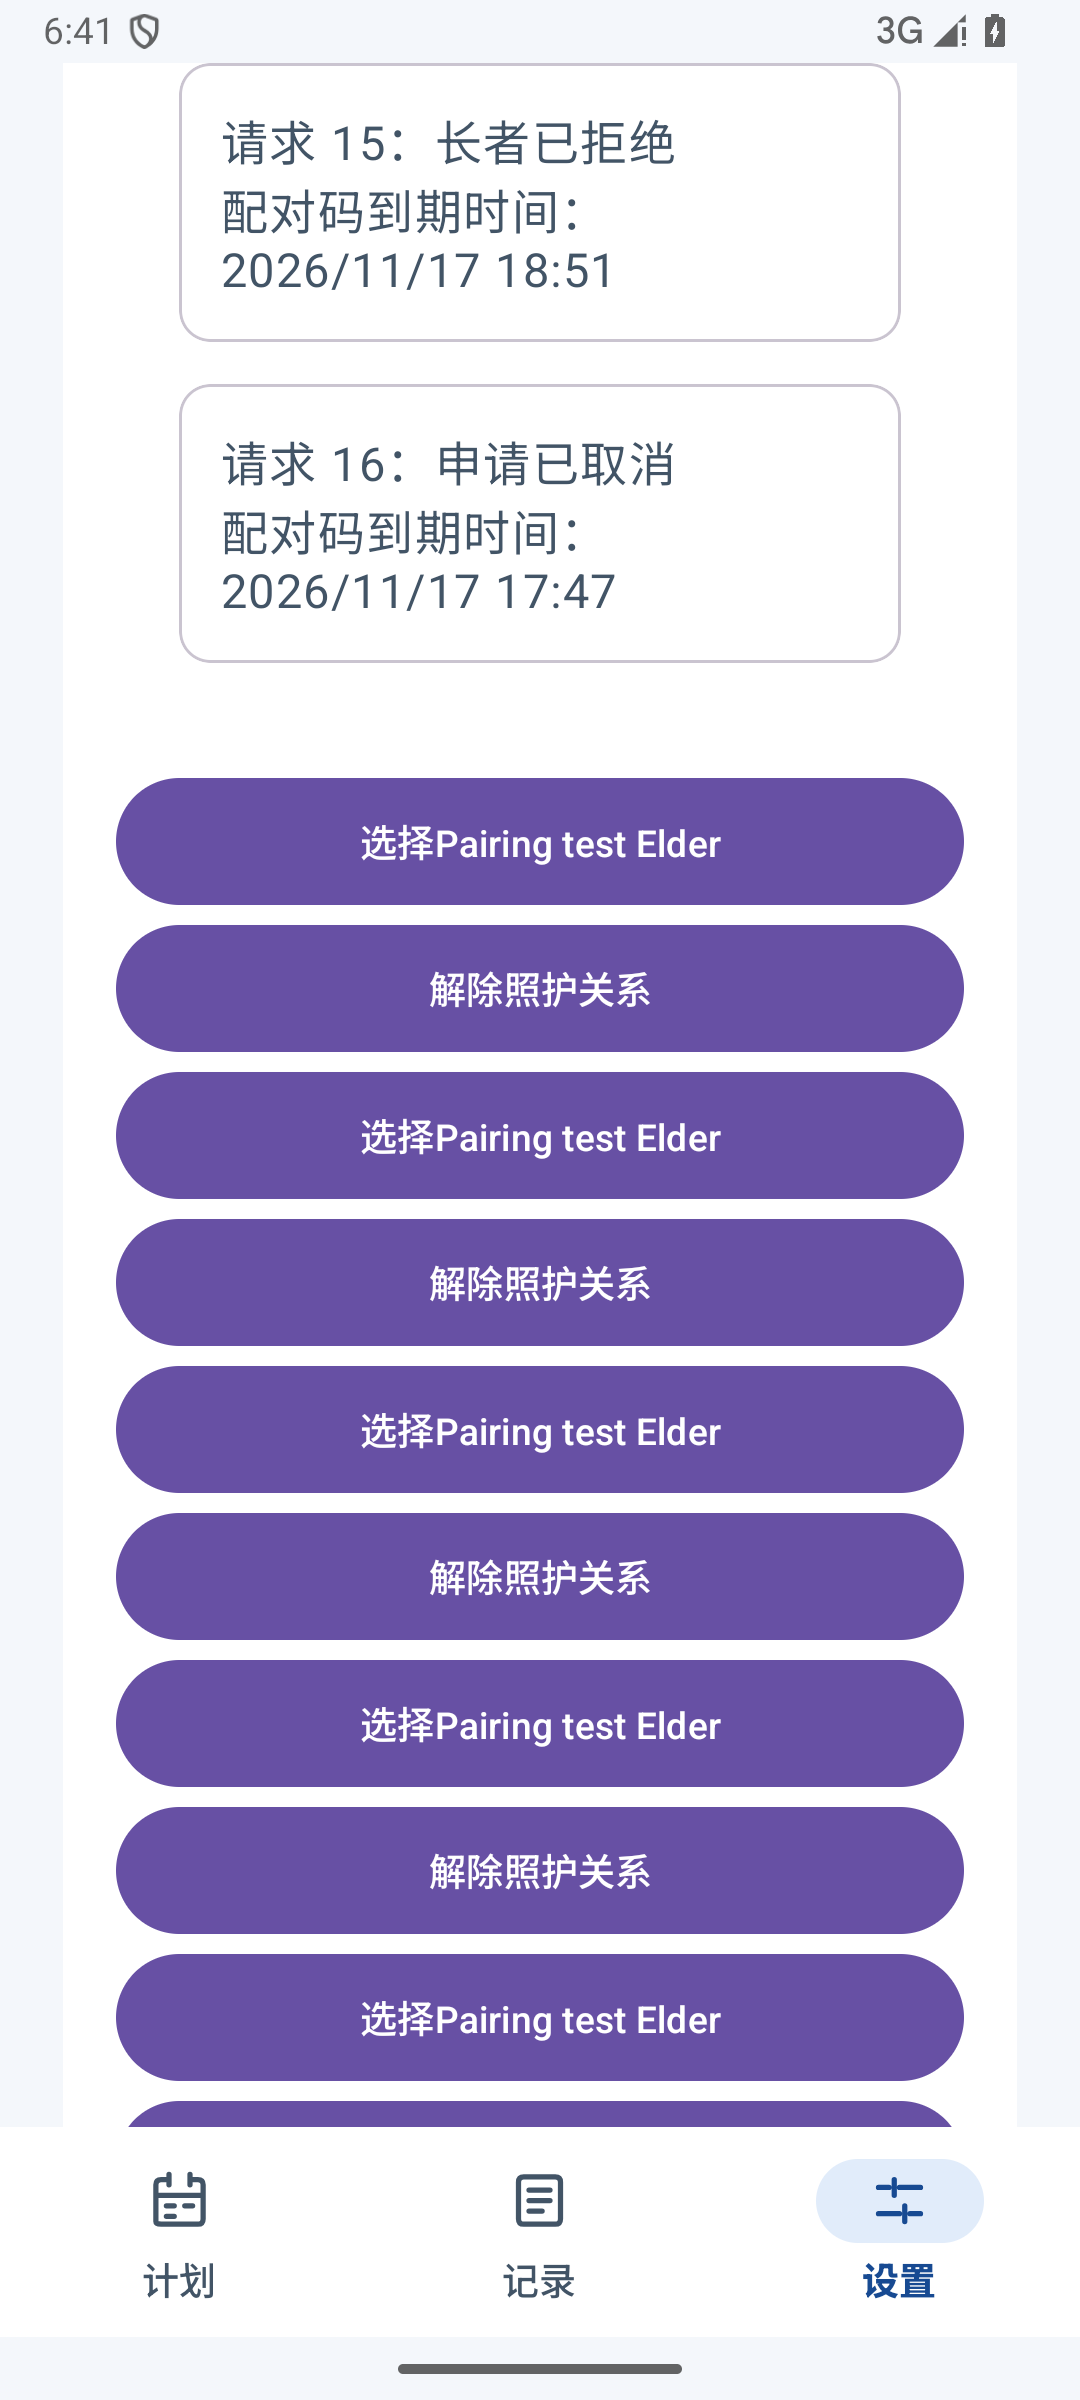 6:41
3G
请求 15：长者已拒绝
配对码到期时间：
2026/11/17 18:51
请求 16：申请已取消
配对码到期时间：
2026/11/17 17:47
选择Pairing test Elder
解除照护关系
选择Pairing test Elder
解除照护关系
选择Pairing test Elder
解除照护关系
选择Pairing test Elder
解除照护关系
选择Pairing test Elder
计划
记录
设置